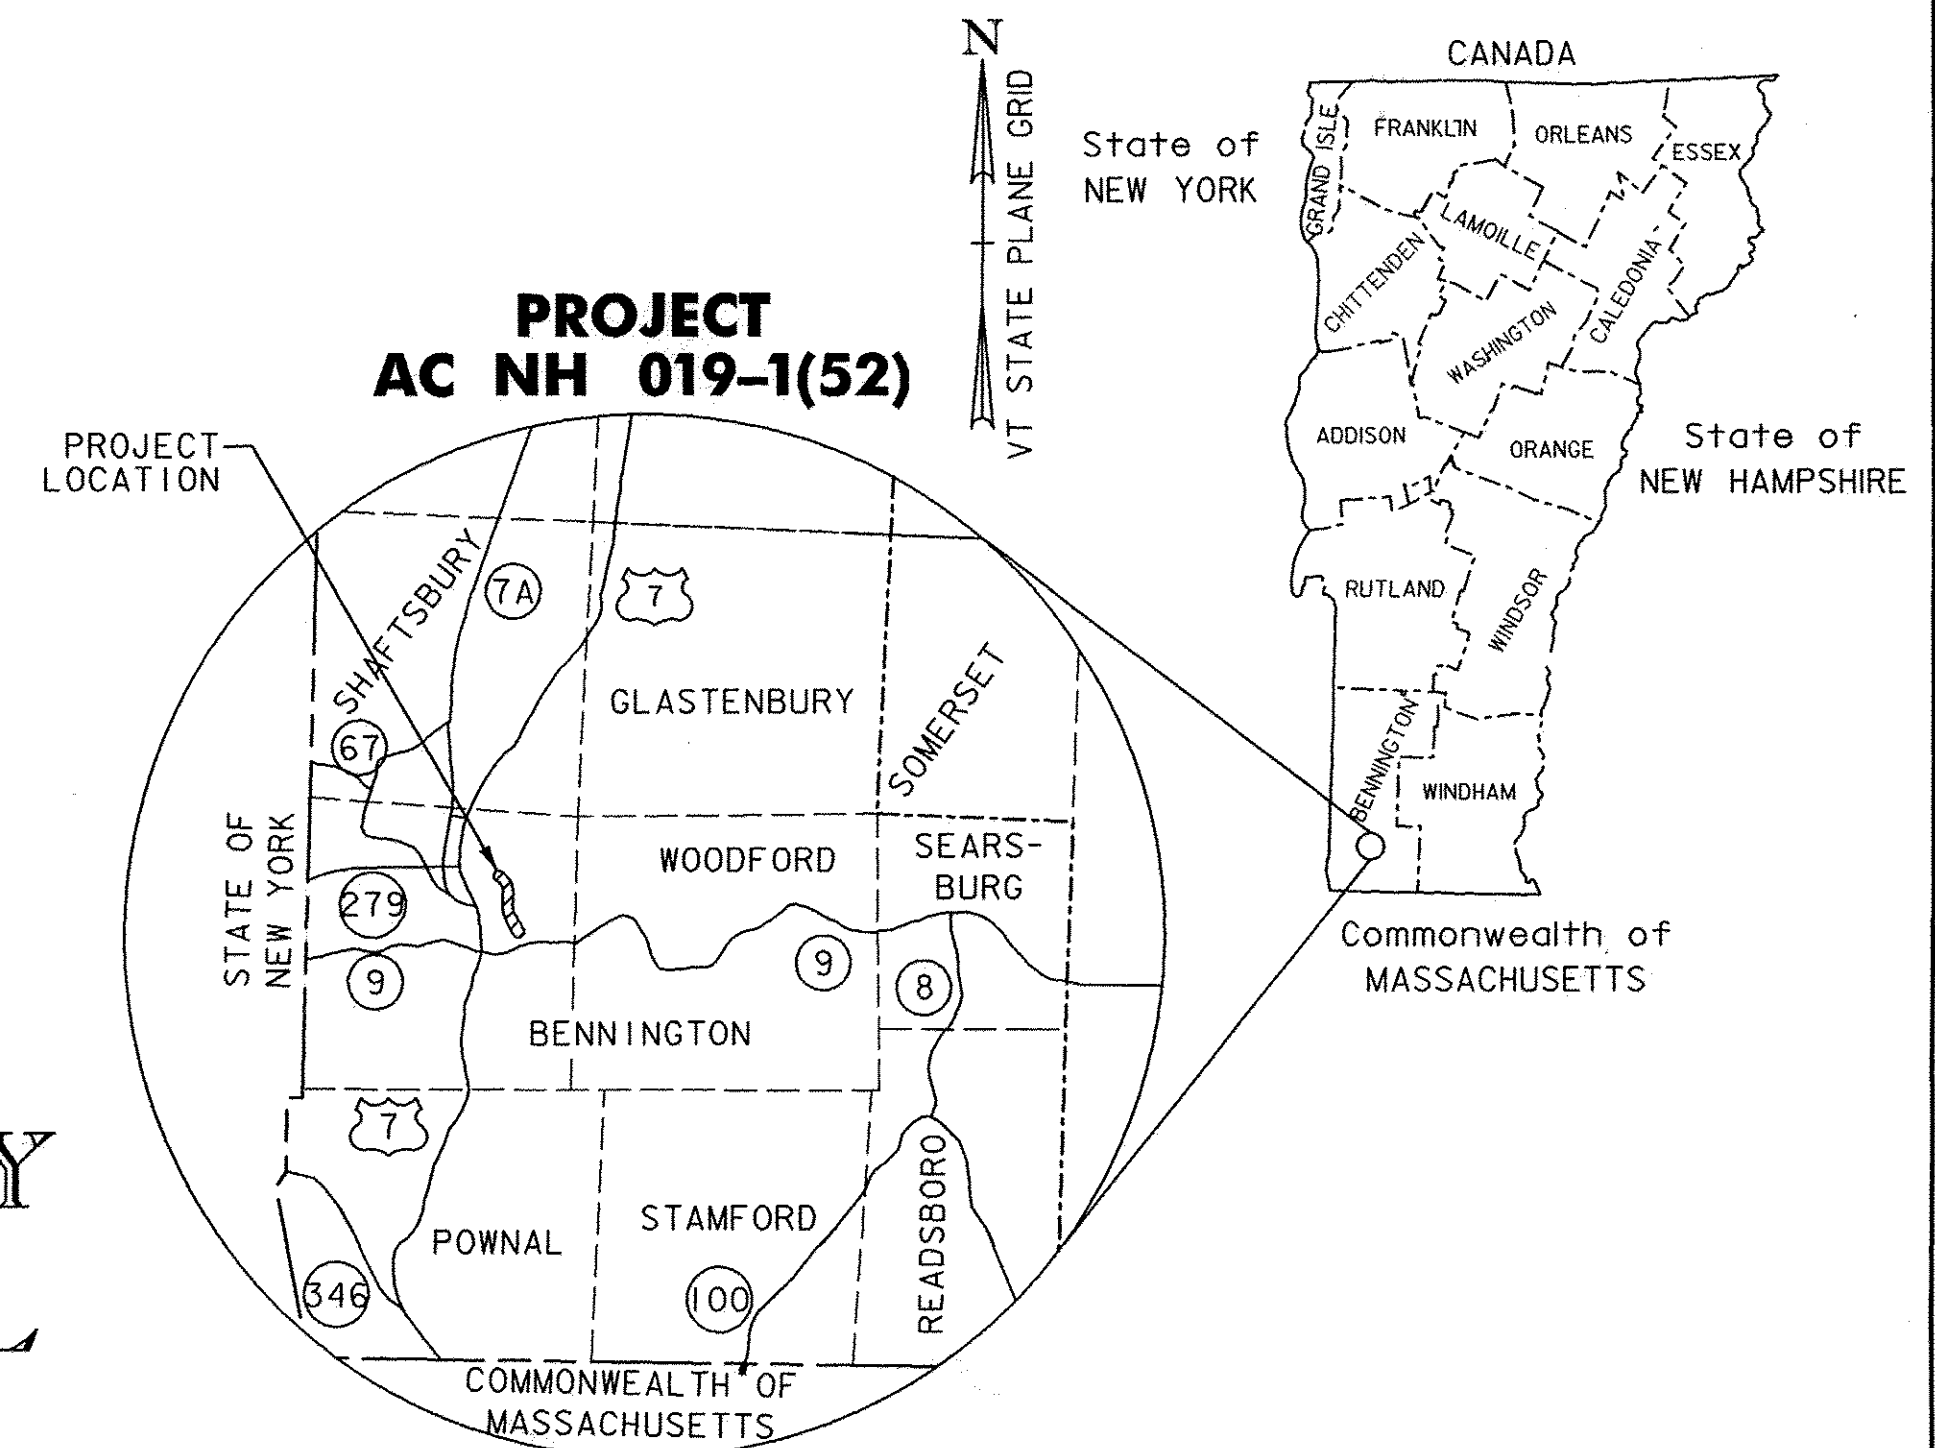 N
VT STATE PLANE GRID
CANADA
State of
NEW YORK
GRAND ISLE
FRANKLIN
ORLEANS
ESSEX
LAMOILLE
CHITTENDEN
CALEDONIA
WASHINGTON
ADDISON
ORANGE
State of
NEW HAMPSHIRE
RUTLAND
WINDSOR
BENNINGTON
WINDHAM
Commonwealth of
MASSACHUSETTS
PROJECT
AC NH 019-1(52)
PROJECT
LOCATION
SHAFTSBURY
7A
7
GLASTENBURY
SOMERSET
67
STATE OF
NEW YORK
WOODFORD
SEARS-
BURG
279
9
9
8
BENNINGTON
7
POWNAL
STAMFORD
READSBORO
346
100
COMMONWEALTH OF
MASSACHUSETTS
Y
L